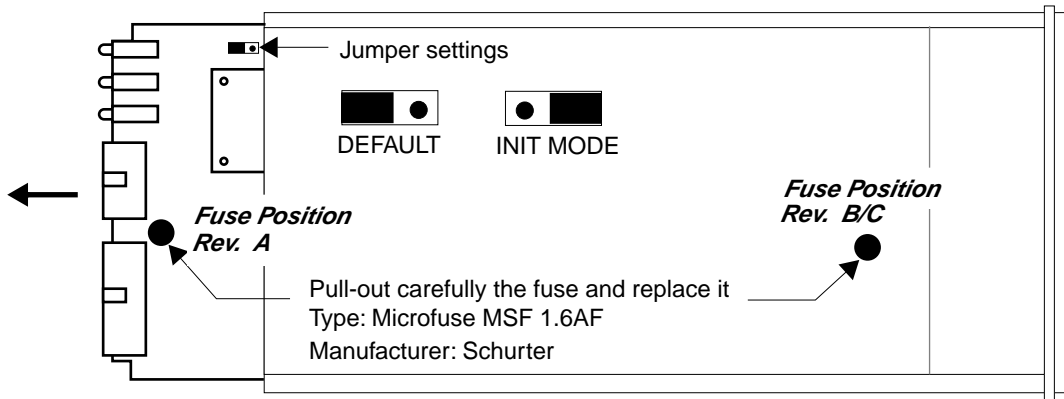 Jumper settings
DEFAULT
INIT MODE
Fuse Position
Rev. A
Fuse Position
Rev. B/C
Pull-out carefully the fuse and replace it
Type: Microfuse MSF 1.6AF
Manufacturer: Schurter